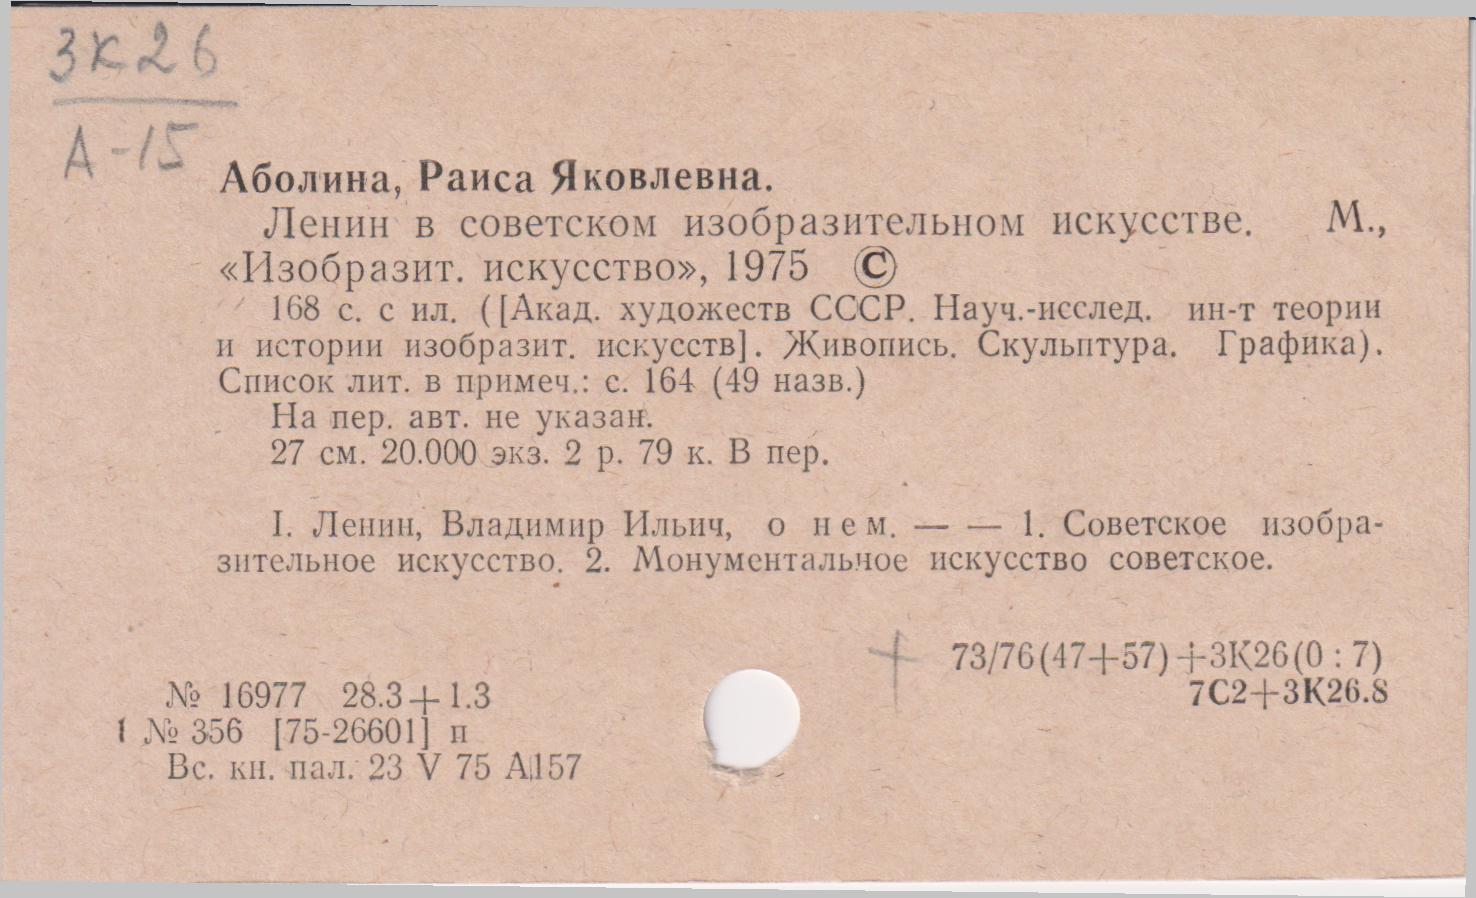 3К26
А-15
Аболина, Раиса Яковлевна.
Ленин в советском изобразительном искусстве. М.,
«Изобразит. искусство», 1975 ©
168 с. с ил. ([Акад. художеств СССР. Науч.-исслед. ин-т теории
и истории изобразит. искусств]. Живопись. Скульптура. Графика).
Список лит. в примеч.: с. 164 (49 назв.)
На пер. авт. не указан.
27 см. 20.000 экз. 2 р. 79 к. В пер.
I. Ленин, Владимир Ильич, о нем. — — 1. Советское изобра-
зительное искусство. 2. Монументальное искусство советское.
+ 73/76(47+57)+3К26(0 : 7)
7С2+3К26.8
№ 16977 28.3+1.3
1 № 356 [75-26601] п
Вс. кн. пал. 23 V 75 А157